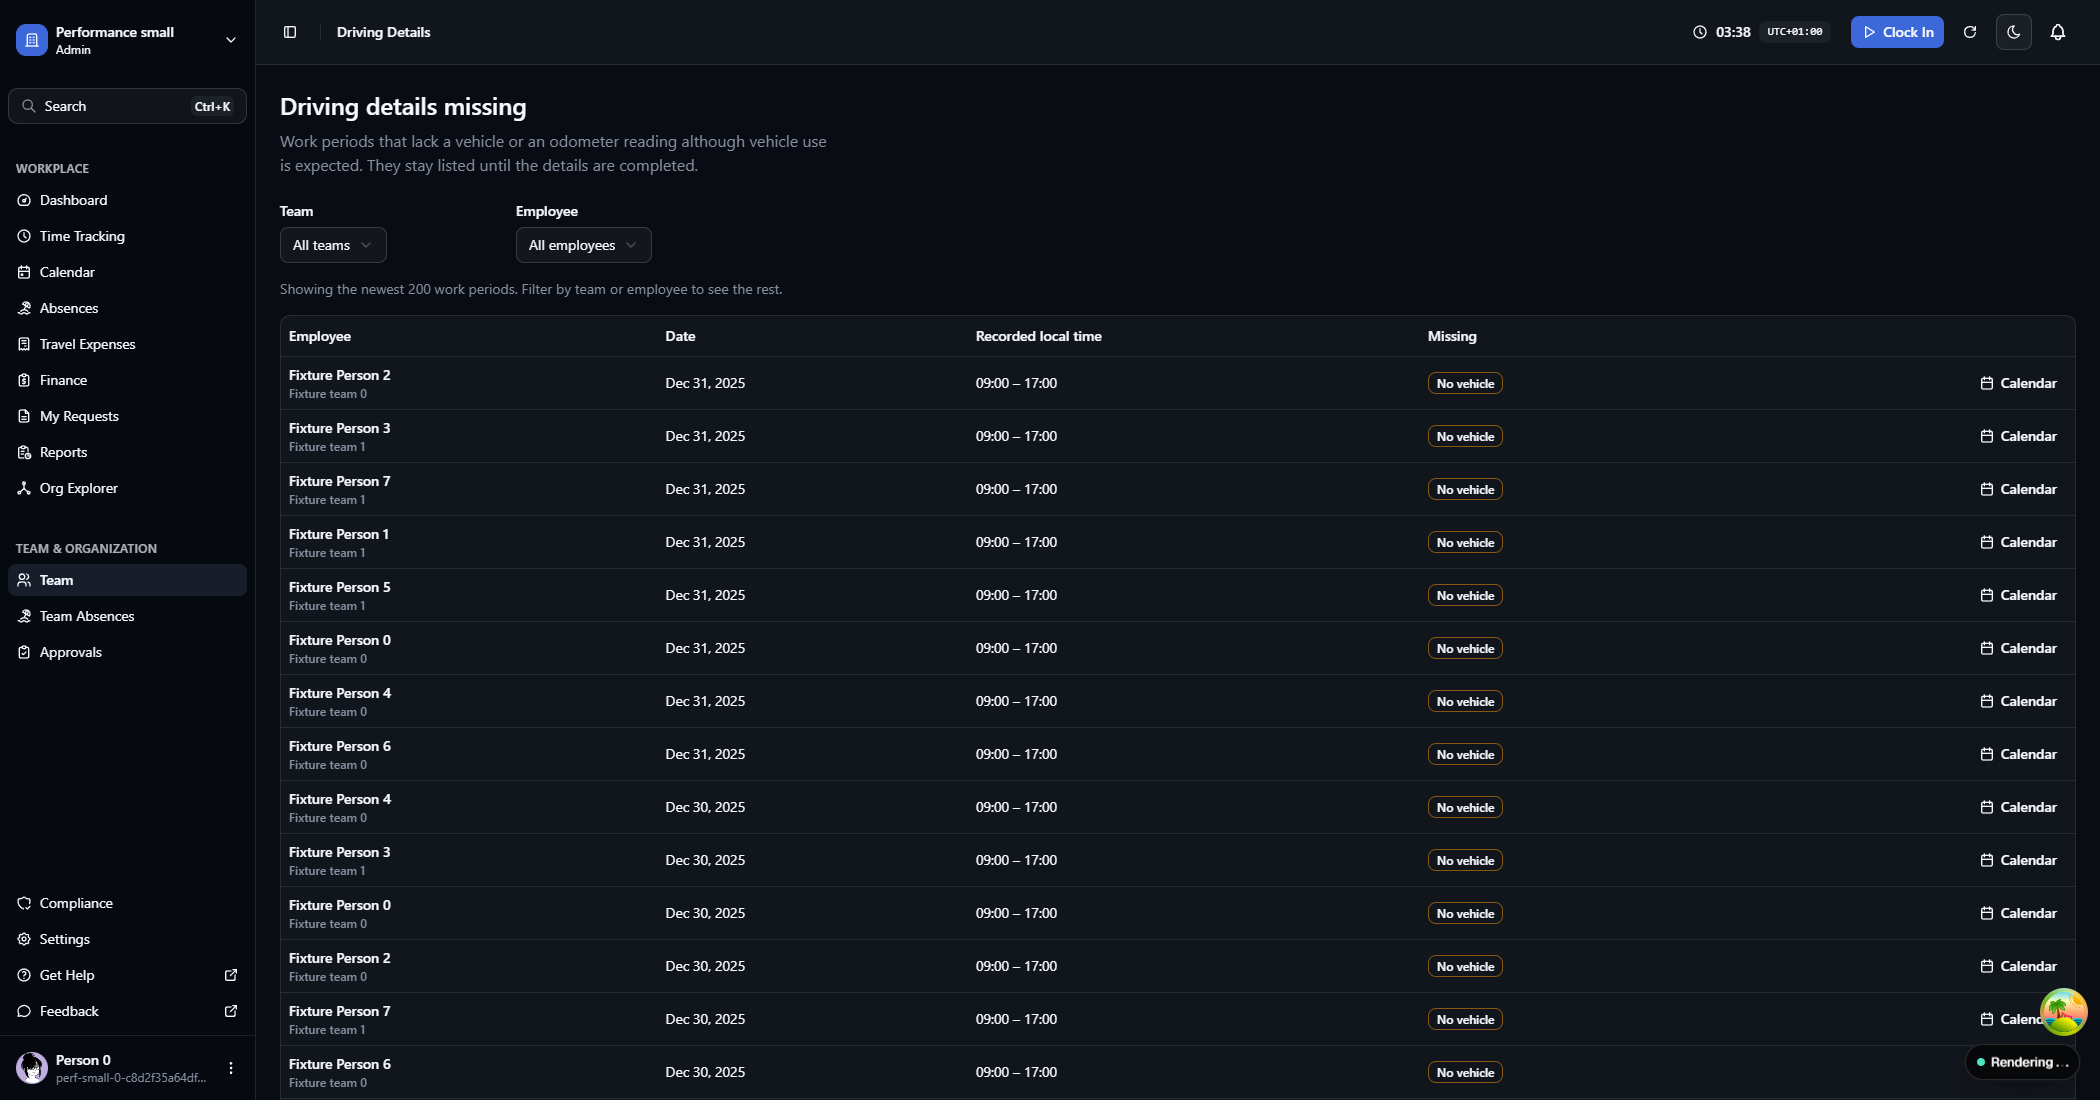 Performance small
Admin
Search
Ctrl+K
WORKPLACE
Dashboard
Time Tracking
Calendar
Absences
Travel Expenses
Finance
My Requests
Reports
Org Explorer
TEAM & ORGANIZATION
Team
Team Absences
Approvals
Compliance
Settings
Get Help
Feedback
Person 0
perf-small-0-c8d2f35a64df...
Driving Details
03:38
UTC+01:00
Clock In
Driving details missing
Work periods that lack a vehicle or an odometer reading although vehicle use
is expected. They stay listed until the details are completed.
Team
Employee
All teams
All employees
Showing the newest 200 work periods. Filter by team or employee to see the rest.
Employee Date Recorded local time Missing
Fixture Person 2
Fixture team 0
Dec 31, 2025 09:00 – 17:00 No vehicle Calendar
Fixture Person 3
Fixture team 1
Dec 31, 2025 09:00 – 17:00 No vehicle Calendar
Fixture Person 7
Fixture team 1
Dec 31, 2025 09:00 – 17:00 No vehicle Calendar
Fixture Person 1
Fixture team 1
Dec 31, 2025 09:00 – 17:00 No vehicle Calendar
Fixture Person 5
Fixture team 1
Dec 31, 2025 09:00 – 17:00 No vehicle Calendar
Fixture Person 0
Fixture team 0
Dec 31, 2025 09:00 – 17:00 No vehicle Calendar
Fixture Person 4
Fixture team 0
Dec 31, 2025 09:00 – 17:00 No vehicle Calendar
Fixture Person 6
Fixture team 0
Dec 31, 2025 09:00 – 17:00 No vehicle Calendar
Fixture Person 4
Fixture team 0
Dec 30, 2025 09:00 – 17:00 No vehicle Calendar
Fixture Person 3
Fixture team 1
Dec 30, 2025 09:00 – 17:00 No vehicle Calendar
Fixture Person 0
Fixture team 0
Dec 30, 2025 09:00 – 17:00 No vehicle Calendar
Fixture Person 2
Fixture team 0
Dec 30, 2025 09:00 – 17:00 No vehicle Calendar
Fixture Person 7
Fixture team 1
Dec 30, 2025 09:00 – 17:00 No vehicle Calend
Fixture Person 6
Fixture team 0
Dec 30, 2025 09:00 – 17:00 No vehicle
Rendering ...